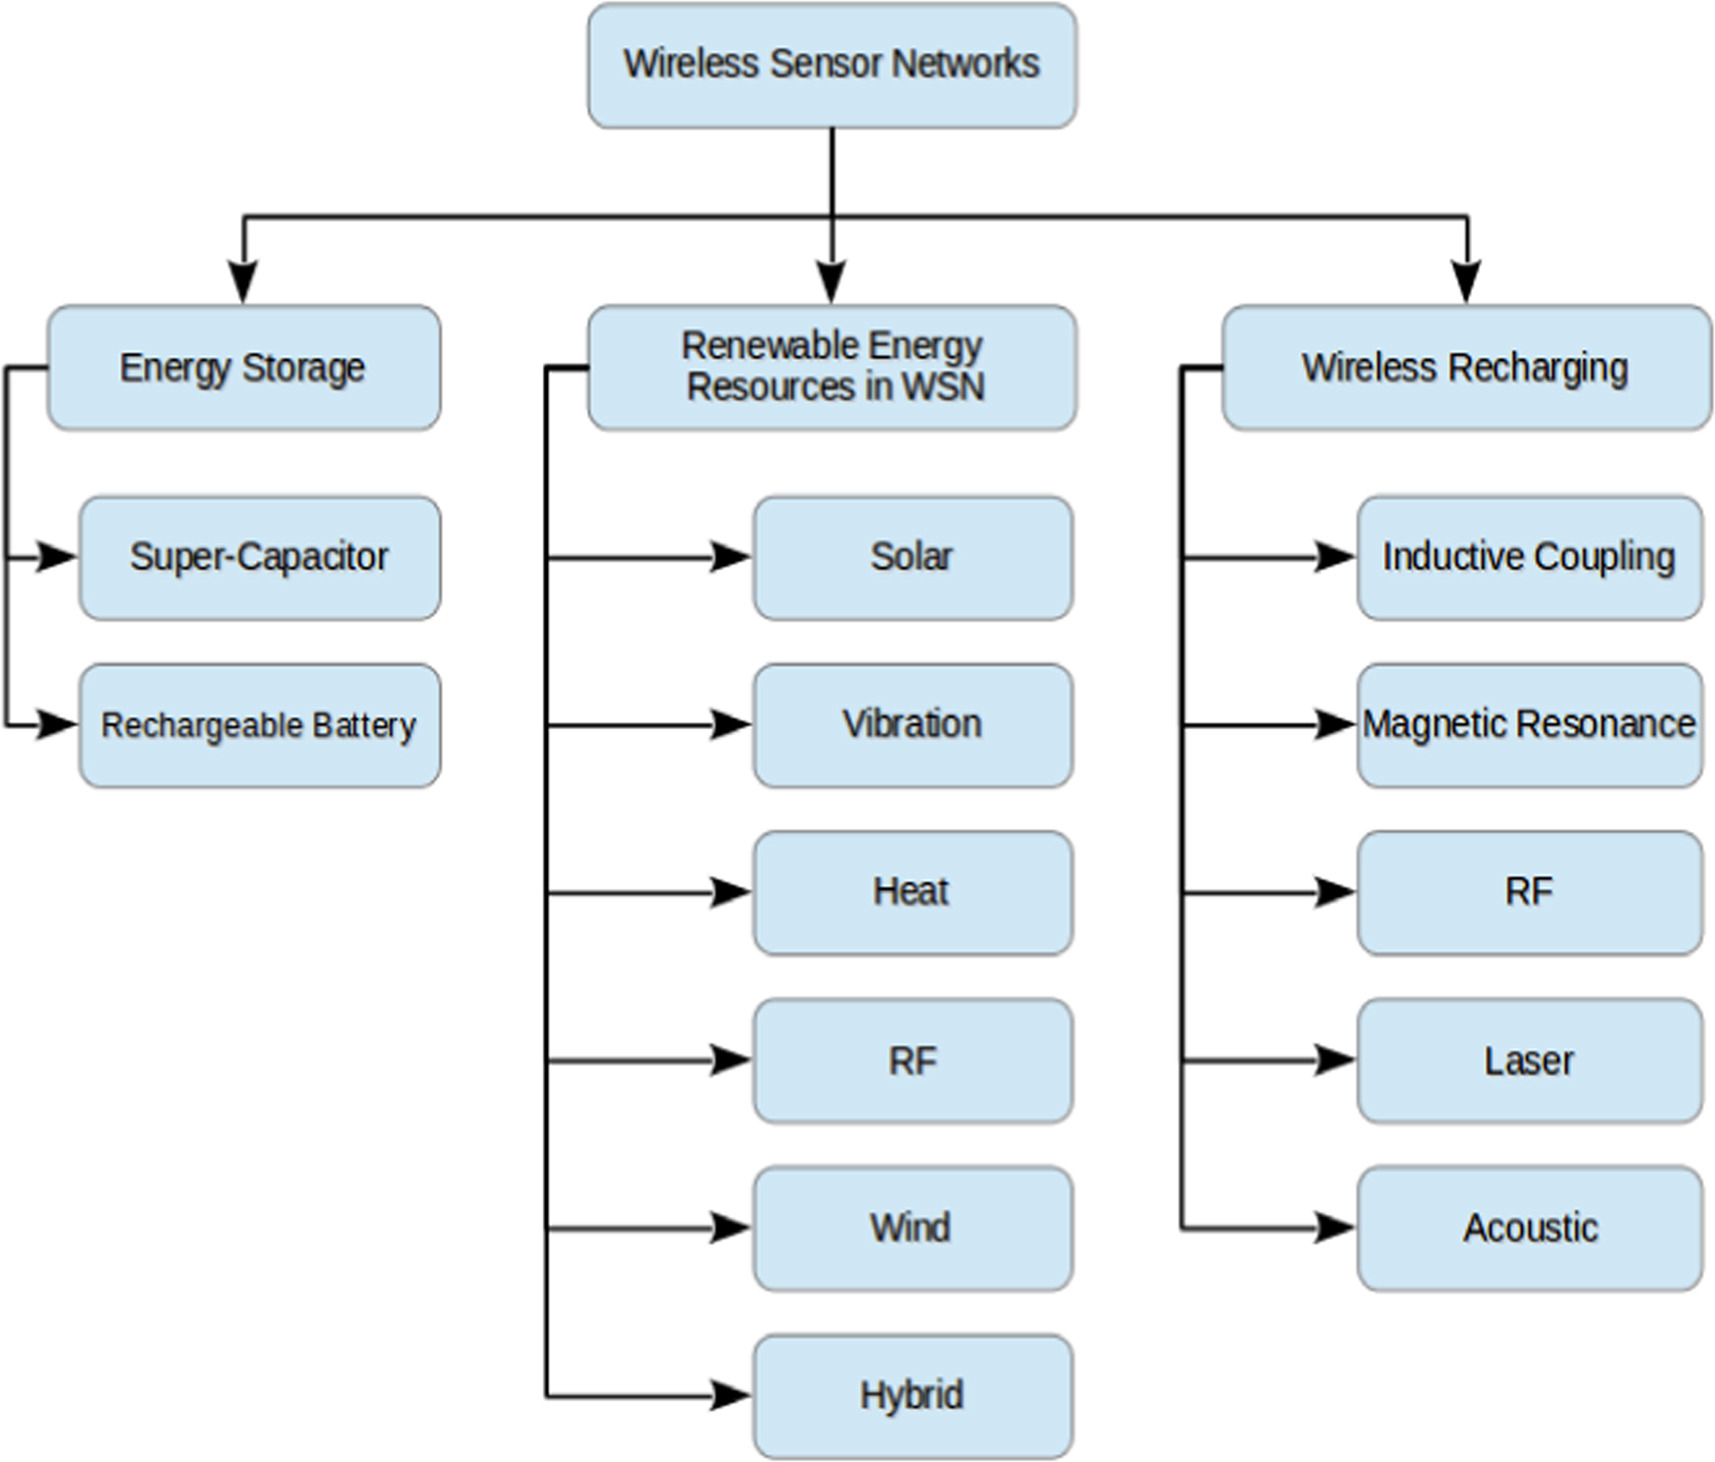 Wireless Sensor Networks
Energy Storage
Super-Capacitor
Rechargeable Battery
Renewable Energy
Resources in WSN
Solar
Vibration
Heat
RF
Wind
Hybrid
Wireless Recharging
Inductive Coupling
Magnetic Resonance
RF
Laser
Acoustic